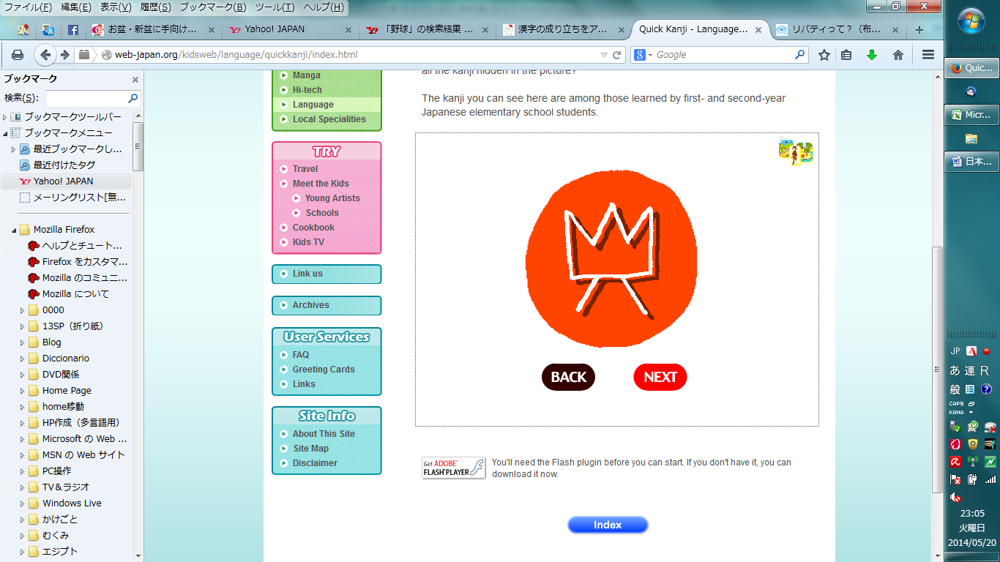 ファイル(F) 編集(E) 表示(V) 履歴(S) ブックマーク(B) ツール(T) ヘルプ(H)
お盆・新盆に手向け...
Yahoo! JAPAN
「野球」の検索結果 ...
漢字の成り立ちをア...
Quick Kanji - Language...
リバティって？（布...
web-japan.org/kidsweb/language/quickkanji/index.html
Google
ブックマーク
検索(S):
ブックマークツールバー
ブックマークメニュー
最近ブックマークし...
最近付けたタグ
Yahoo! JAPAN
メーリングリスト[無...
Mozilla Firefox
ヘルプとチュート...
Firefox をカスタマ...
Mozilla のコミュニ...
Mozilla について
0000
13SP（折り紙）
Blog
Diccionario
DVD関係
Home Page
home移動
HP作成（多言語用）
Microsoft の Web ...
MSN の Web サイト
PC操作
TV＆ラジオ
Windows Live
かけごと
むくみ
エジプト
Manga
Hi-tech
Language
Local Specialities
TRY
Travel
Meet the Kids
Young Artists
Schools
Cookbook
Kids TV
Link us
Archives
User Services
FAQ
Greeting Cards
Links
Site Info
About This Site
Site Map
Disclaimer
all the kanji hidden in the picture?
The kanji you can see here are among those learned by first- and second-year
Japanese elementary school students.
BACK
NEXT
Get ADOBE
FLASH PLAYER
You'll need the Flash plugin before you can start. If you don't have it, you can
download it now.
Index
Quic...
Micr...
日本...
JP
あ 連 R
般
CAPS
KANA
23:05
火曜日
2014/05/20